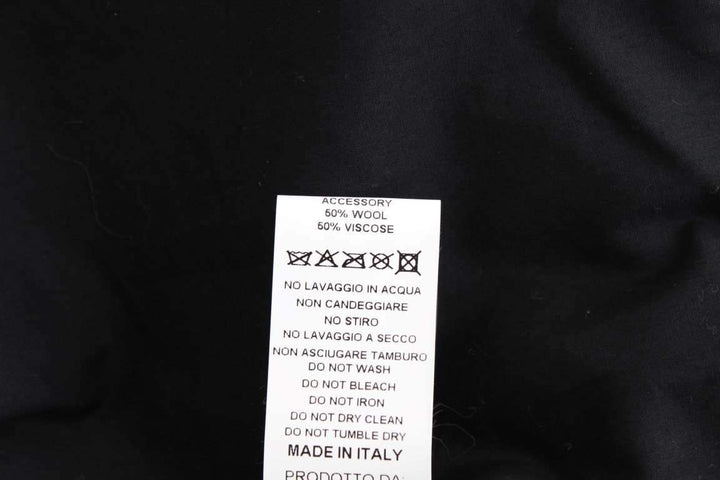 ACCESSORY
50% WOOL
50% VISCOSE
NO LAVAGGIO IN ACQUA
NON CANDEGGIARE
NO STIRO
NO LAVAGGIO A SECCO
NON ASCIUGARE TAMBURO
DO NOT WASH
DO NOT BLEACH
DO NOT IRON
DO NOT DRY CLEAN
DO NOT TUMBLE DRY
MADE IN ITALY
PRODOTTO DA: